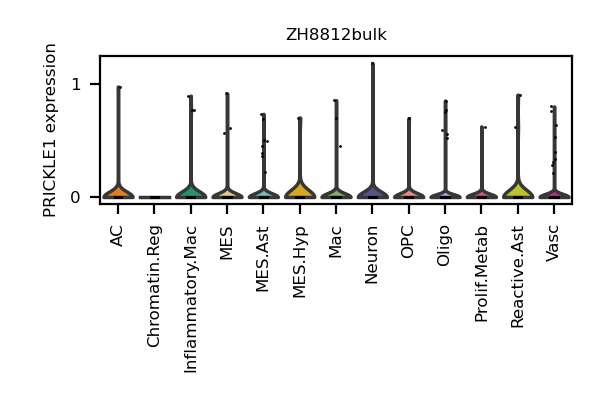 ZH8812bulk
PRICKLE1 expression
1
0
AC
Chromatin.Reg
Inflammatory.Mac
MES
MES.Ast
MES.Hyp
Mac
Neuron
OPC
Oligo
Prolif.Metab
Reactive.Ast
Vasc